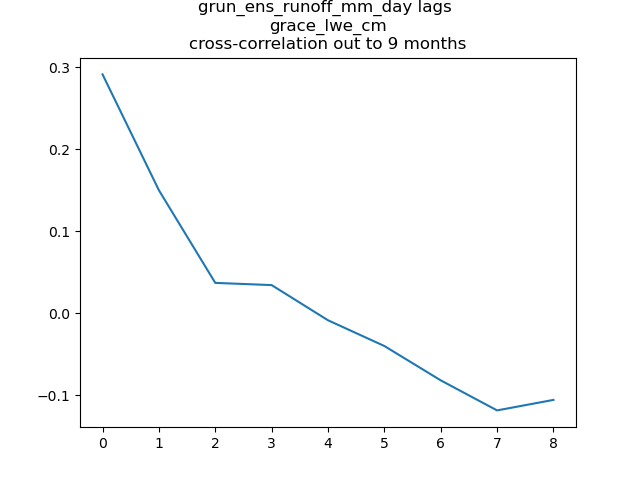 grun_ens_runoff_mm_day lags
grace_lwe_cm
cross-correlation out to 9 months
0.3
0.2
0.1
0.0
−0.1
0 1 2 3 4 5 6 7 8